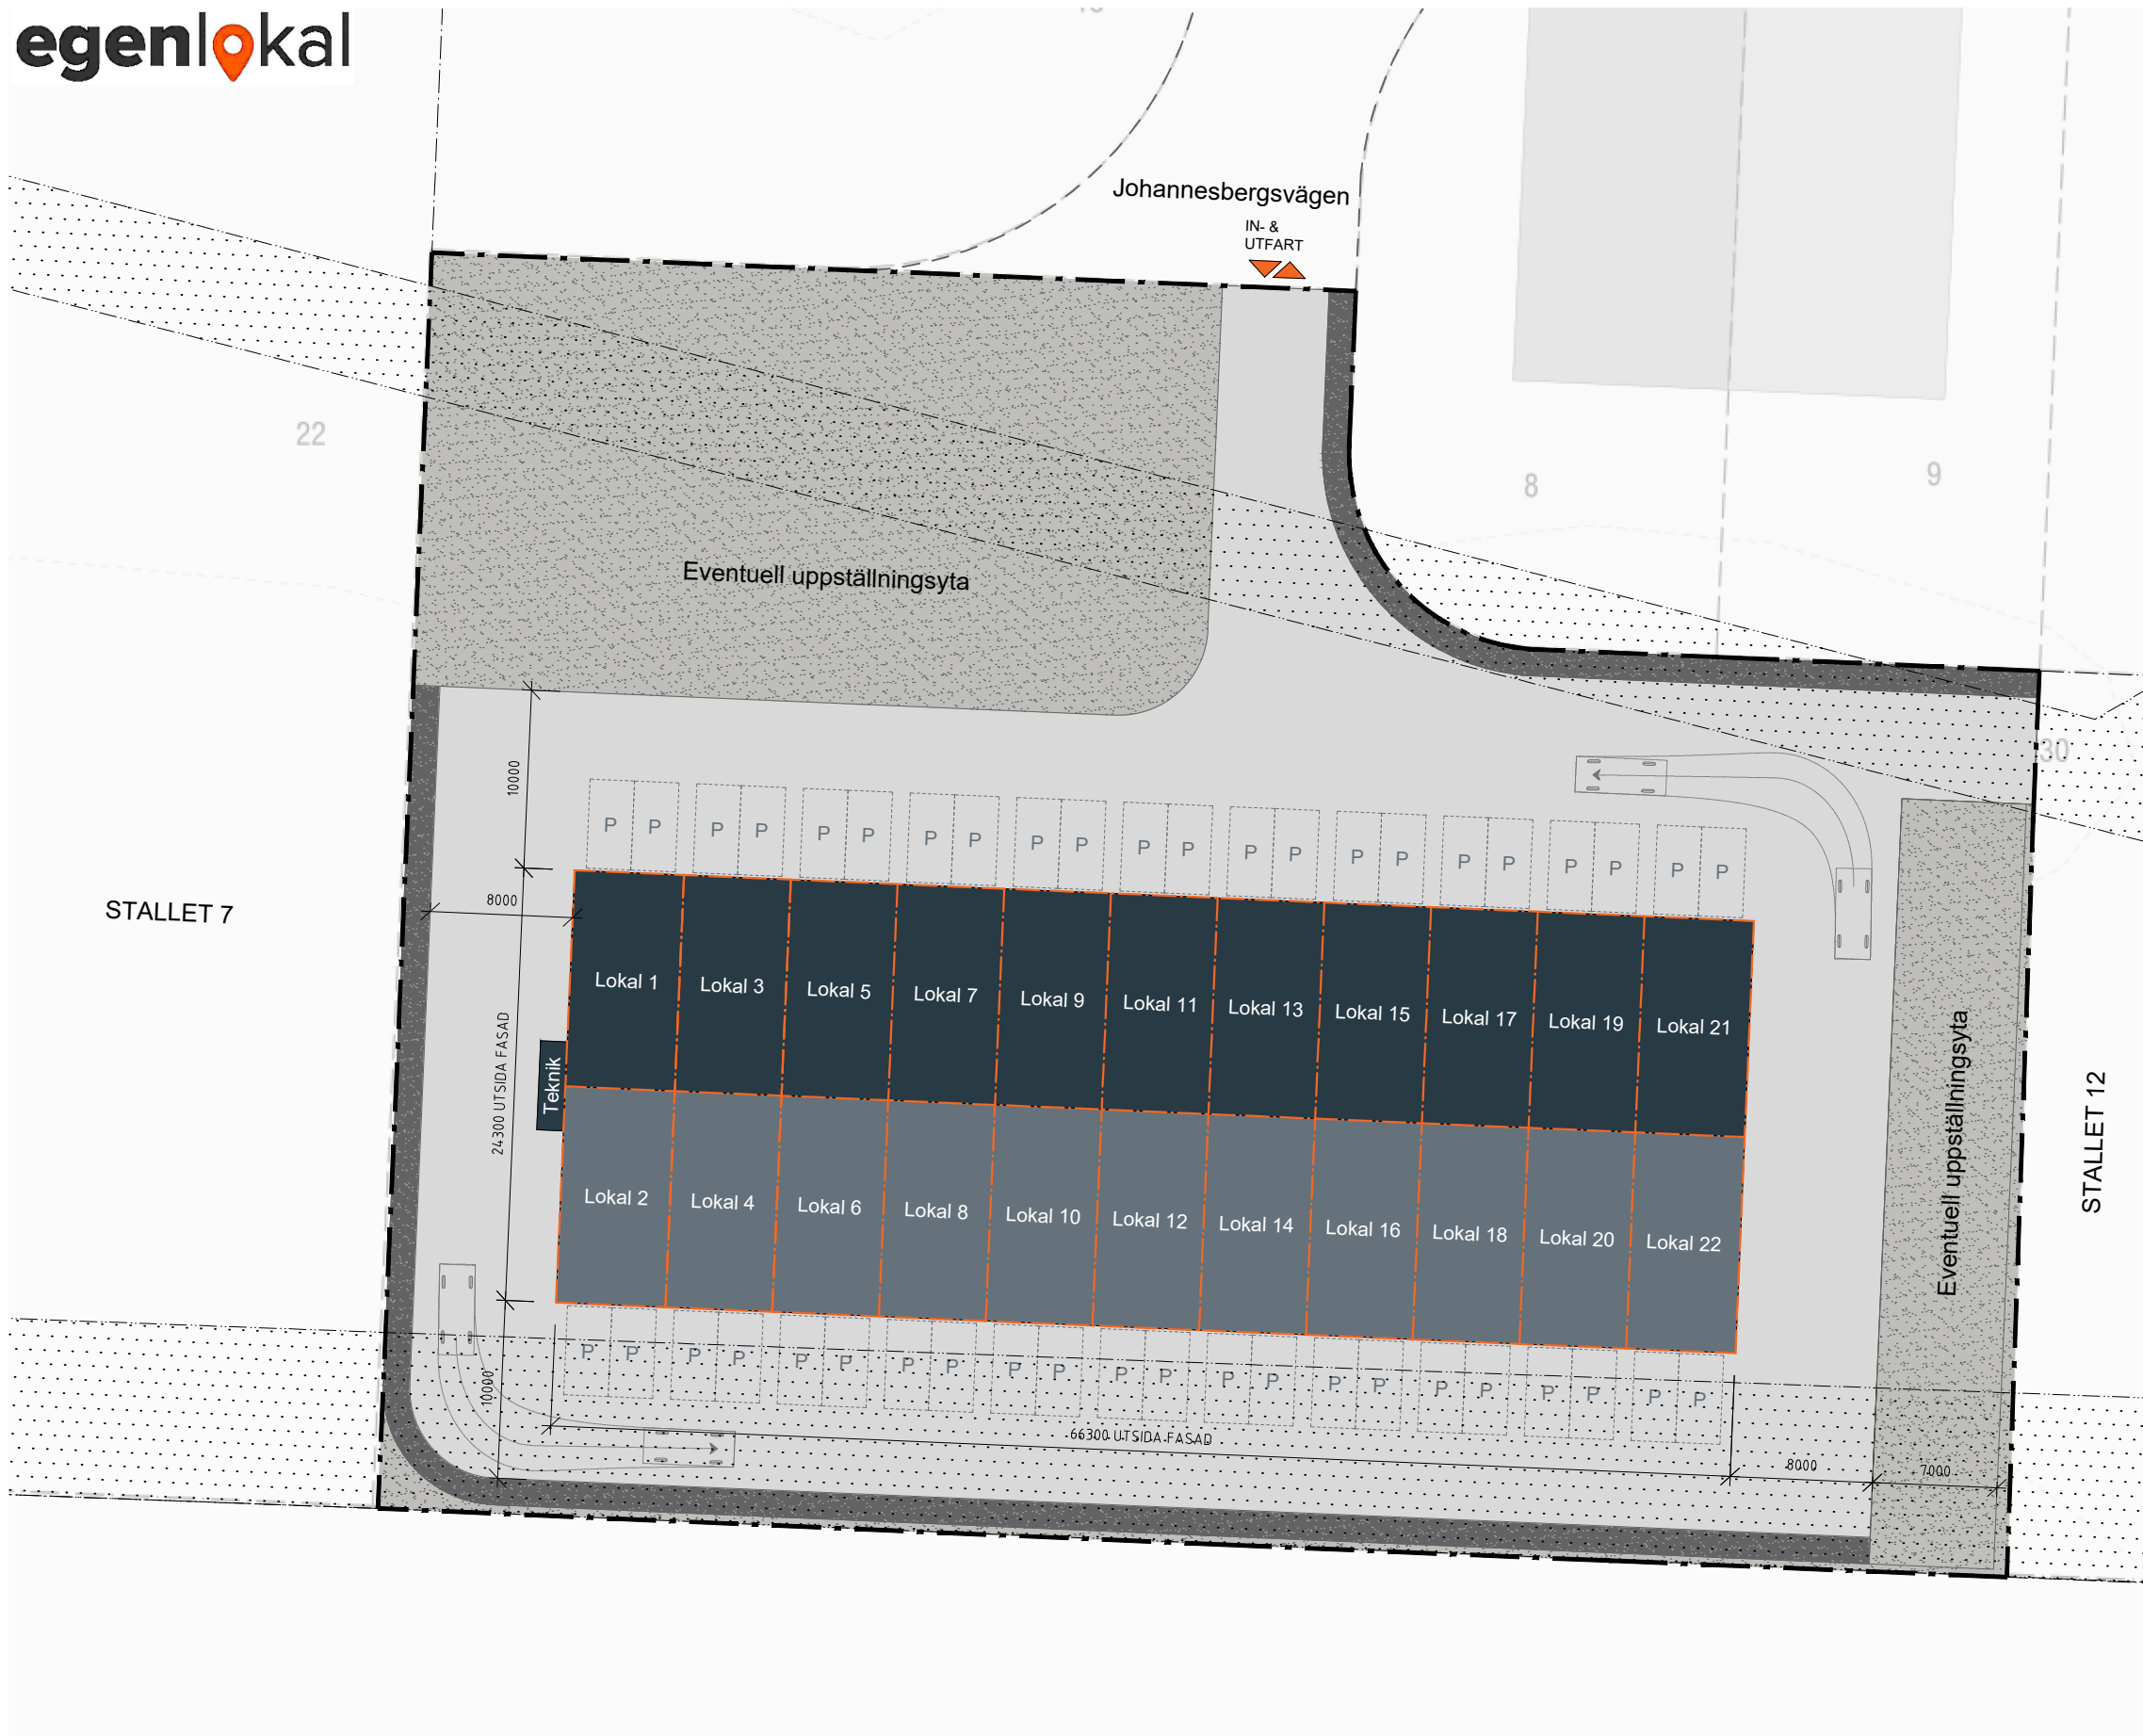 egenlokal
Johannesbergsvägen
IN- &
UTFART
22
8
9
30
Eventuell uppställningsyta
10000
8000
P P P P P P P P P P P P P P P P P P P P P P
STALLET 7
Lokal 1
Lokal 3
Lokal 5
Lokal 7
Lokal 9
Lokal 11
Lokal 13
Lokal 15
Lokal 17
Lokal 19
Lokal 21
24300 UTSIDA FASAD
Teknik
Eventuell uppställningsyta
STALLET 12
Lokal 2
Lokal 4
Lokal 6
Lokal 8
Lokal 10
Lokal 12
Lokal 14
Lokal 16
Lokal 18
Lokal 20
Lokal 22
P P P P P P P P P P P P P P P P P P P P P P
10000
66300 UTSIDA FASAD
8000
7000